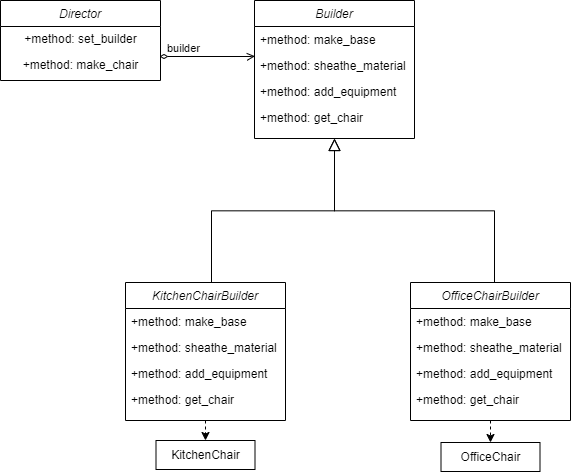 Director
+method: set_builder
+method: make_chair
builder
Builder
+method: make_base
+method: sheathe_material
+method: add_equipment
+method: get_chair
KitchenChairBuilder
+method: make_base
+method: sheathe_material
+method: add_equipment
+method: get_chair
KitchenChair
OfficeChairBuilder
+method: make_base
+method: sheathe_material
+method: add_equipment
+method: get_chair
OfficeChair